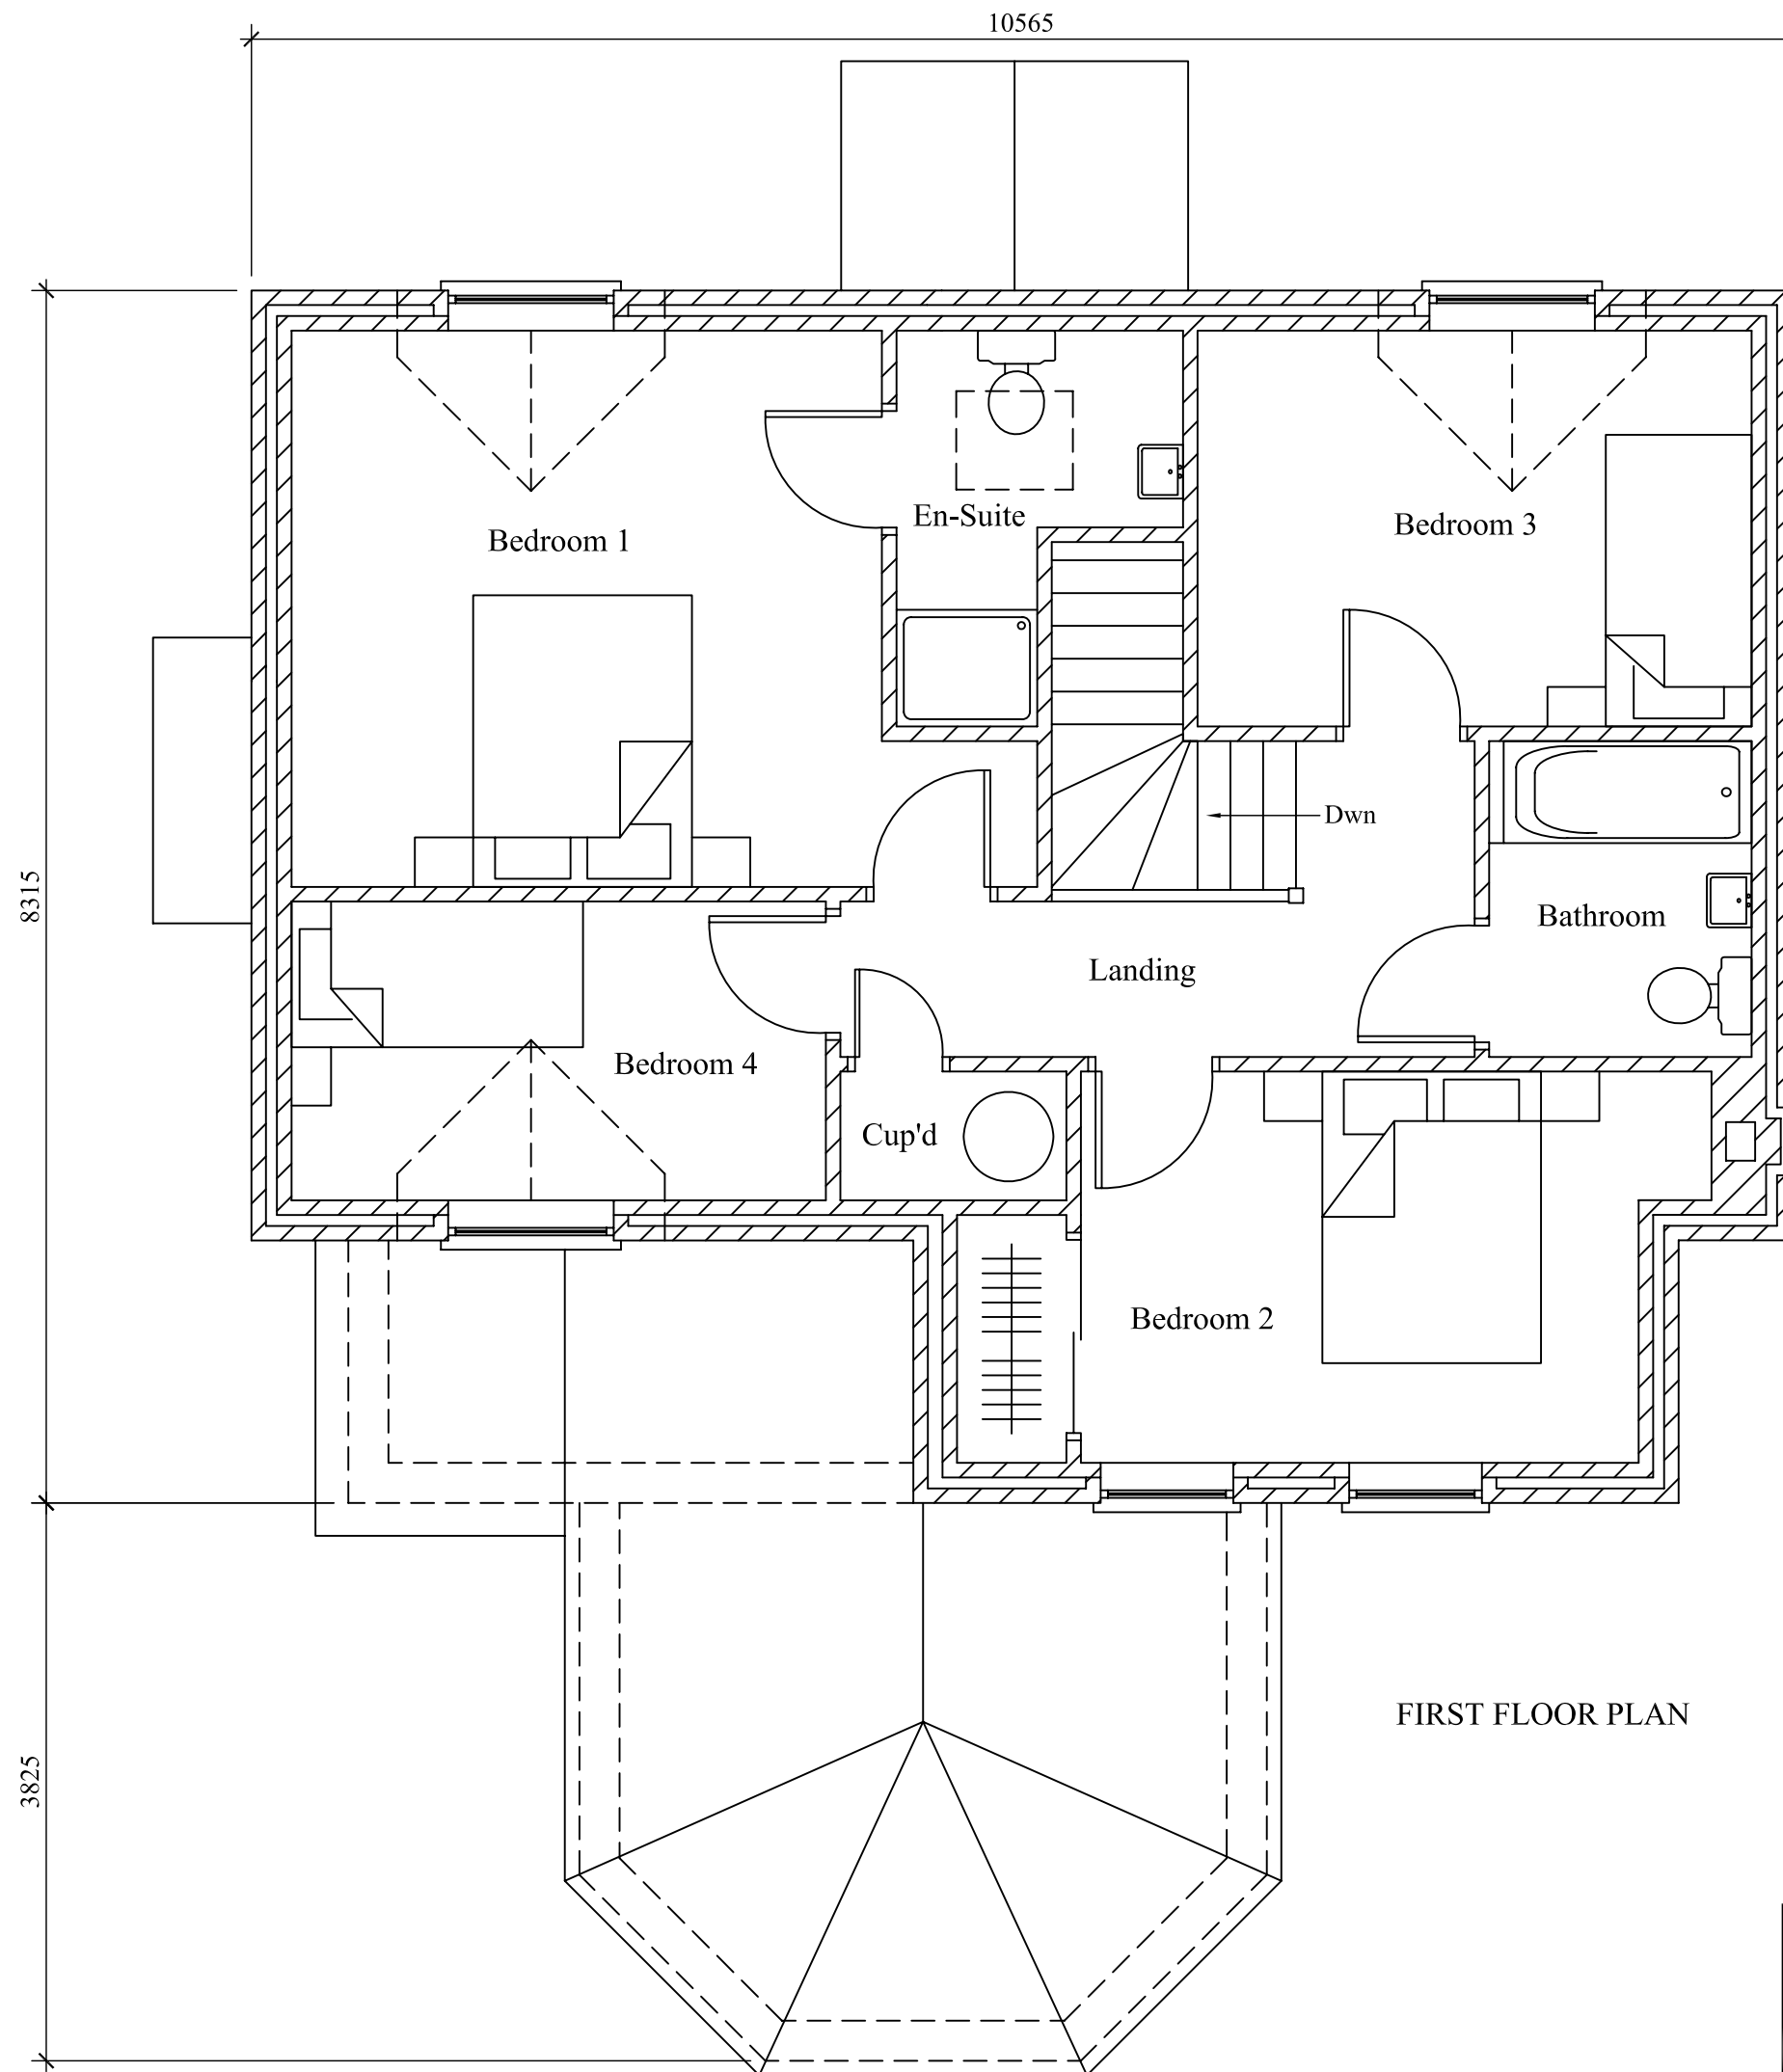 10565
En-Suite
Bedroom 3
Bedroom 1
Dwn
8315
Bathroom
Landing
Bedroom 4
Cup'd
Bedroom 2
FIRST FLOOR PLAN
3825